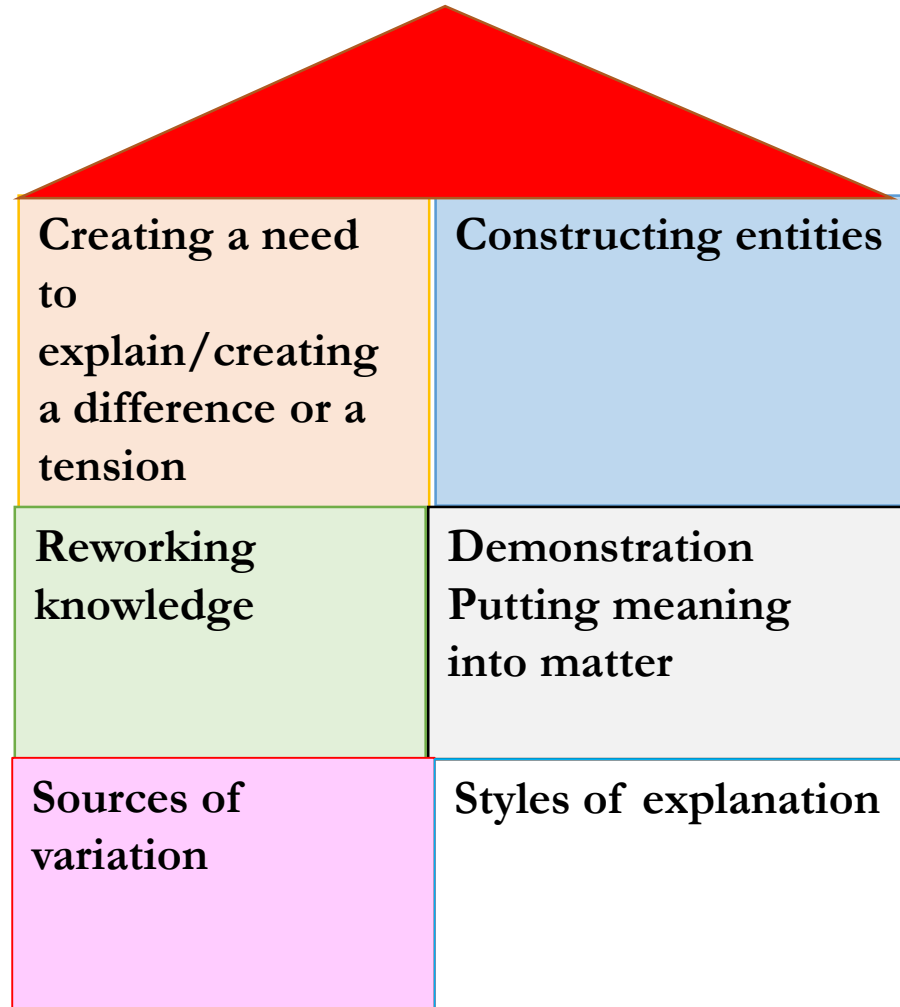 Creating a need
to
explain/creating
a difference or a
tension
Constructing entities
Reworking
knowledge
Demonstration
Putting meaning
into matter
Sources of
variation
Styles of explanation